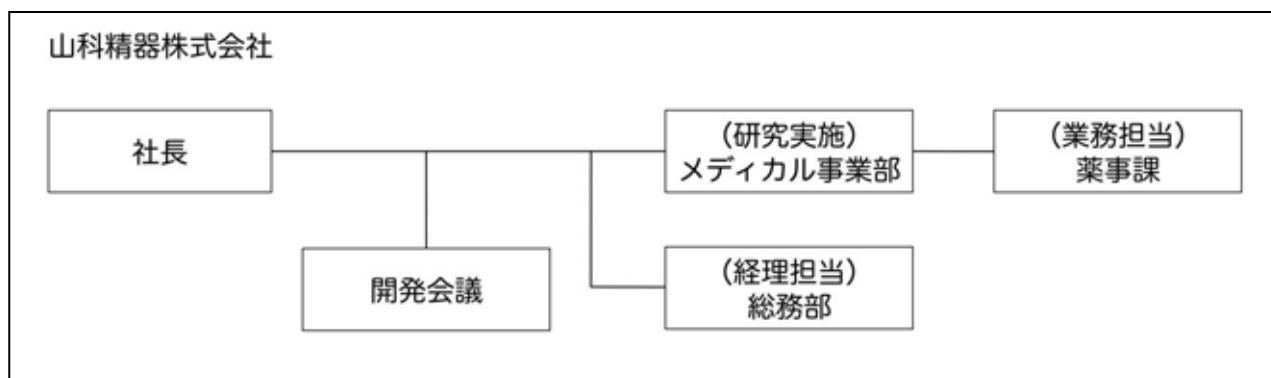 山科精器株式会社
社長
(研究実施)
メディカル事業部
(業務担当)
薬事課
開発会議
(経理担当)
総務部